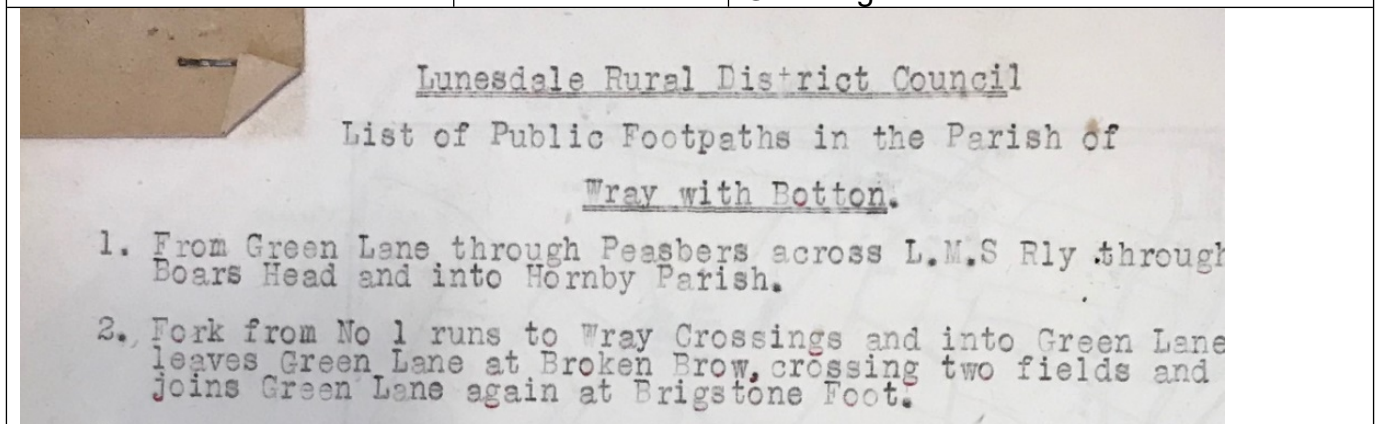 Lunesdale Rural District Council
List of Public Footpaths in the Parish of
Wray with Botton.
1. From Green Lane through Peasbers across L.M.S Rly through
Boars Head and into Hornby Parish.
2. Fork from No 1 runs to Wray Crossings and into Green Lane
leaves Green Lane at Broken Brow, crossing two fields and
joins Green Lane again at Brigstone Foot.